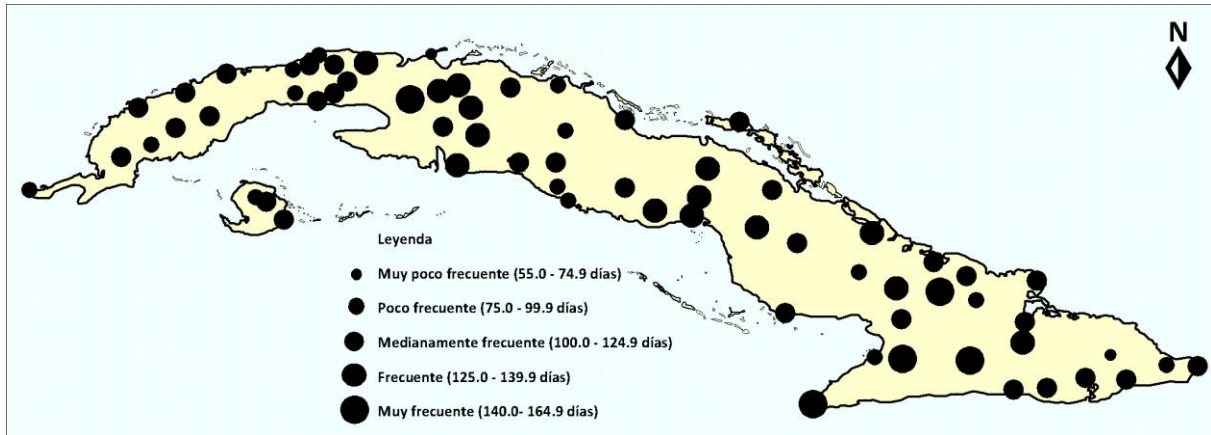 N
Leyenda
Muy poco frecuente (55.0 - 74.9 días)
Poco frecuente (75.0 - 99.9 días)
Medianamente frecuente (100.0 - 124.9 días)
Frecuente (125.0 - 139.9 días)
Muy frecuente (140.0- 164.9 días)